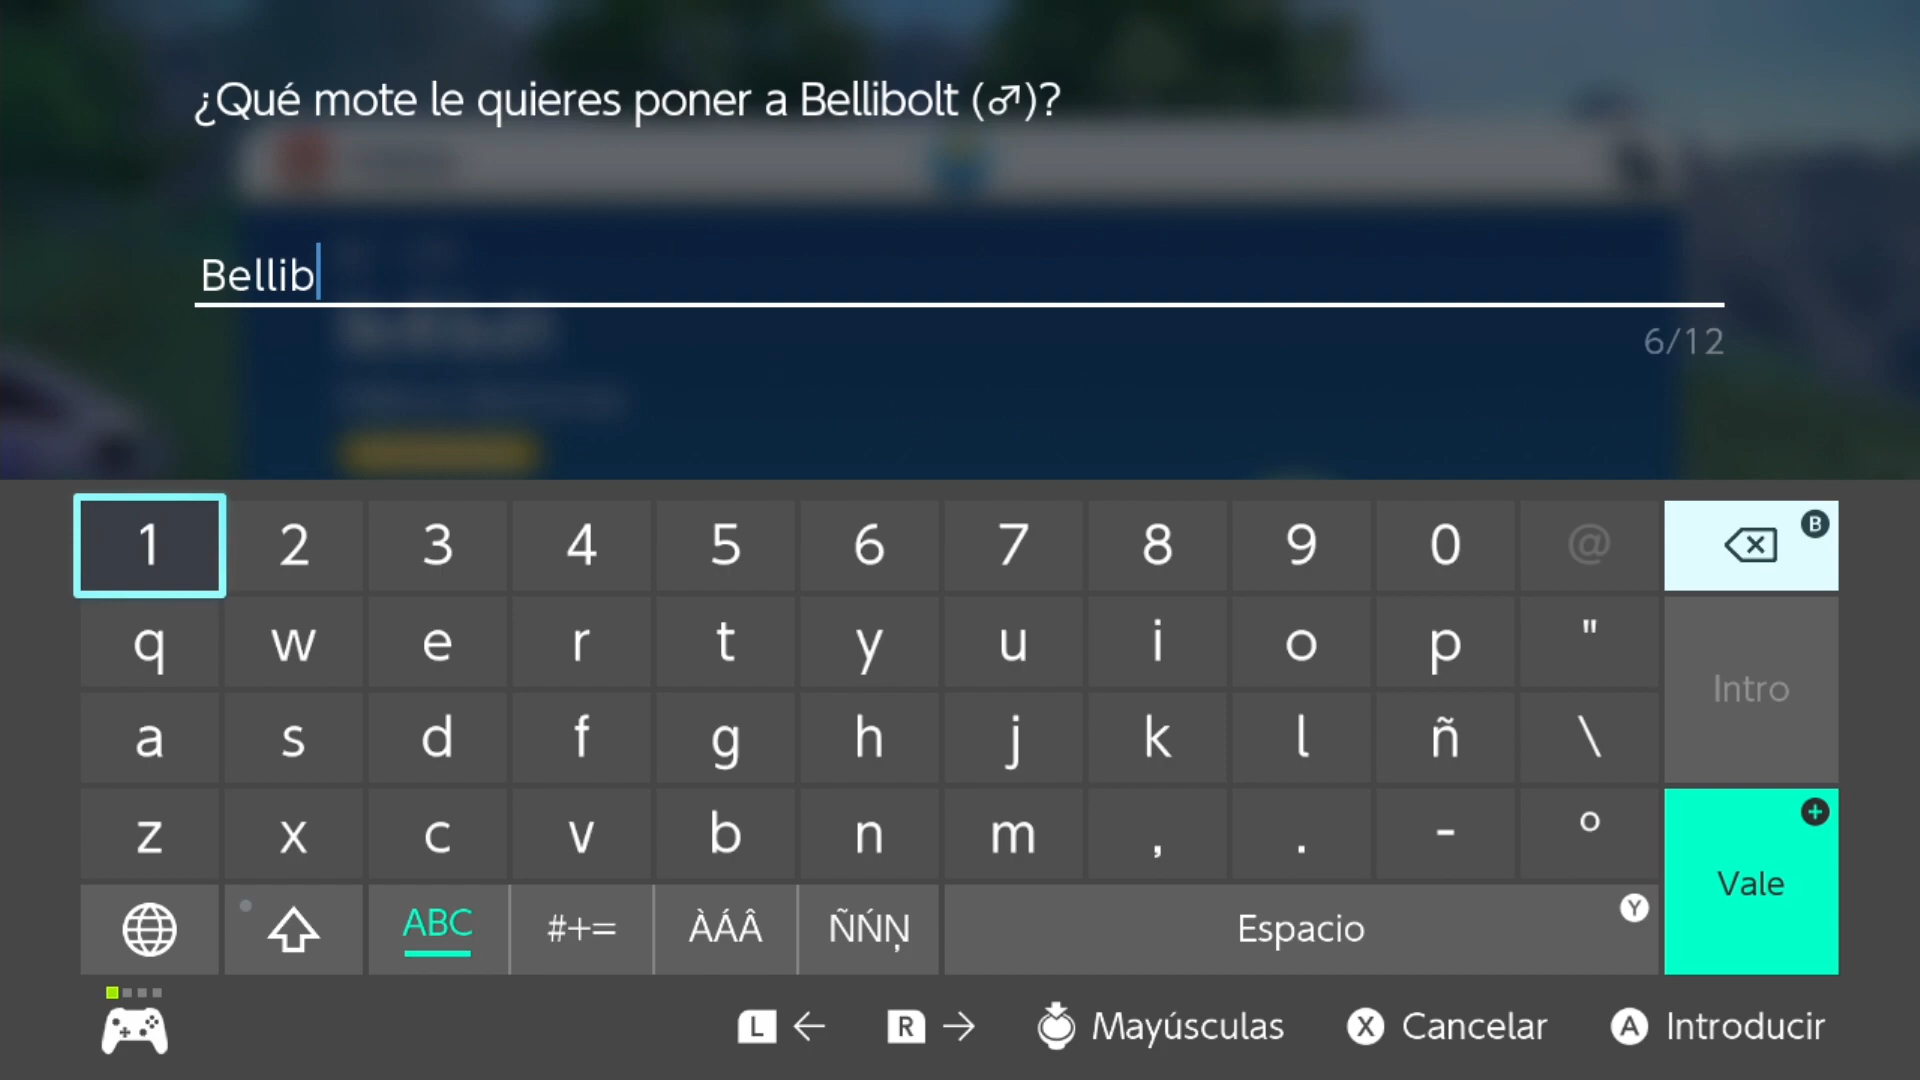 ¿Qué mote le quieres poner a Bellibolt (♂)?
Bellib
6/12
1 2 3 4 5 6 7 8 9 0 @ B
q w e r t y u i o p "
Intro
a s d f g h j k l ñ \
z x c v b n m , . - º +
Vale
ABC #+= ÀÁÂ ÑŃŅ Espacio Y
L ← R → Mayúsculas X Cancelar A Introducir